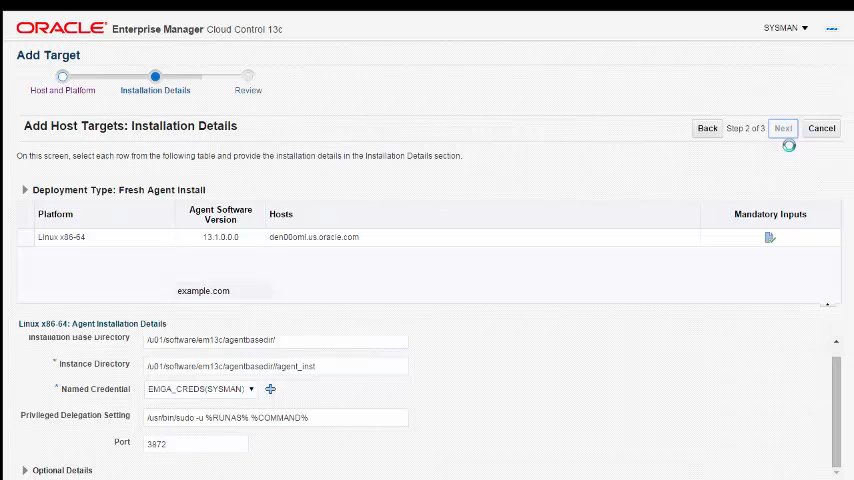 ORACLE Enterprise Manager Cloud Control 13c SYSMAN
Add Target
Host and Platform Installation Details Review
Add Host Targets: Installation Details Back Step 2 of 3 Next Cancel
On this screen, select each row from the following table and provide the installation details in the Installation Details section.
Deployment Type: Fresh Agent Install
Platform Agent Software Version Hosts Mandatory Inputs
Linux x86-64 13.1.0.0.0 den00oml.us.oracle.com
example.com
Linux x86-64: Agent Installation Details
Installation Base Directory /u01/software/em13c/agentbasedir/
* Instance Directory /u01/software/em13c/agentbasedir//agent_inst
* Named Credential EMGA_CREDS(SYSMAN)
Privileged Delegation Setting /usr/bin/sudo -u %RUNAS% %COMMAND%
Port 3872
Optional Details